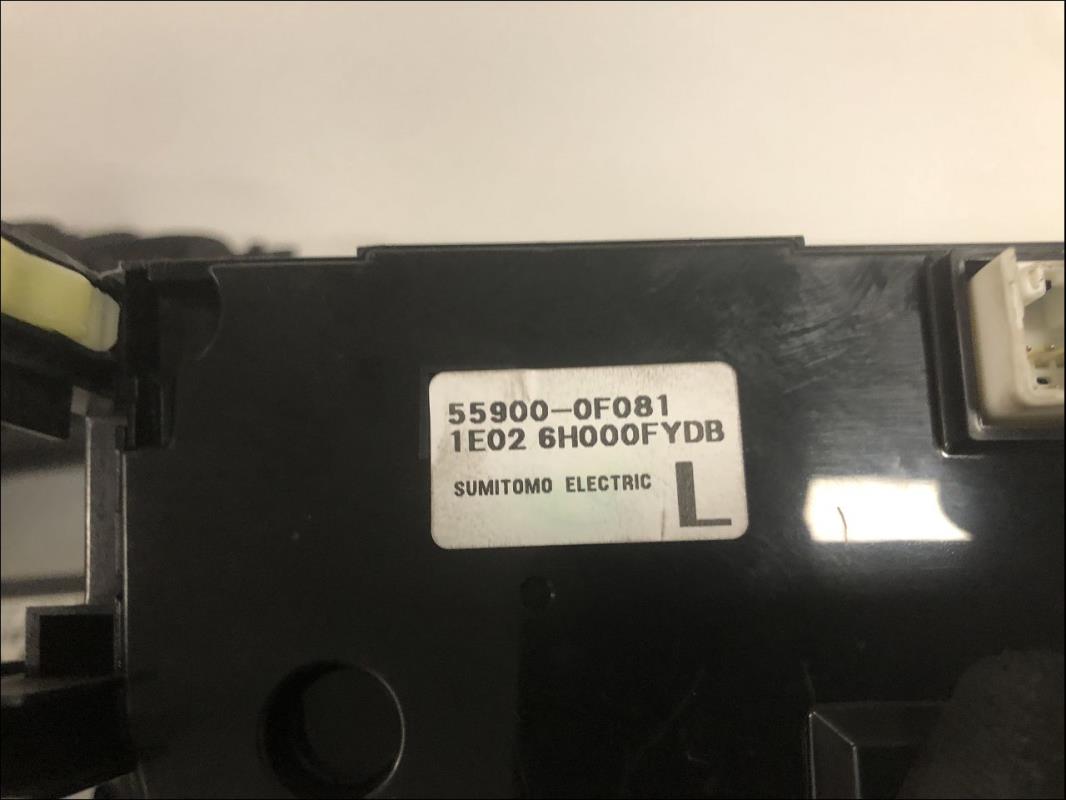 55900-0F081
1E02 6H000FYDB
SUMITOMO ELECTRIC L